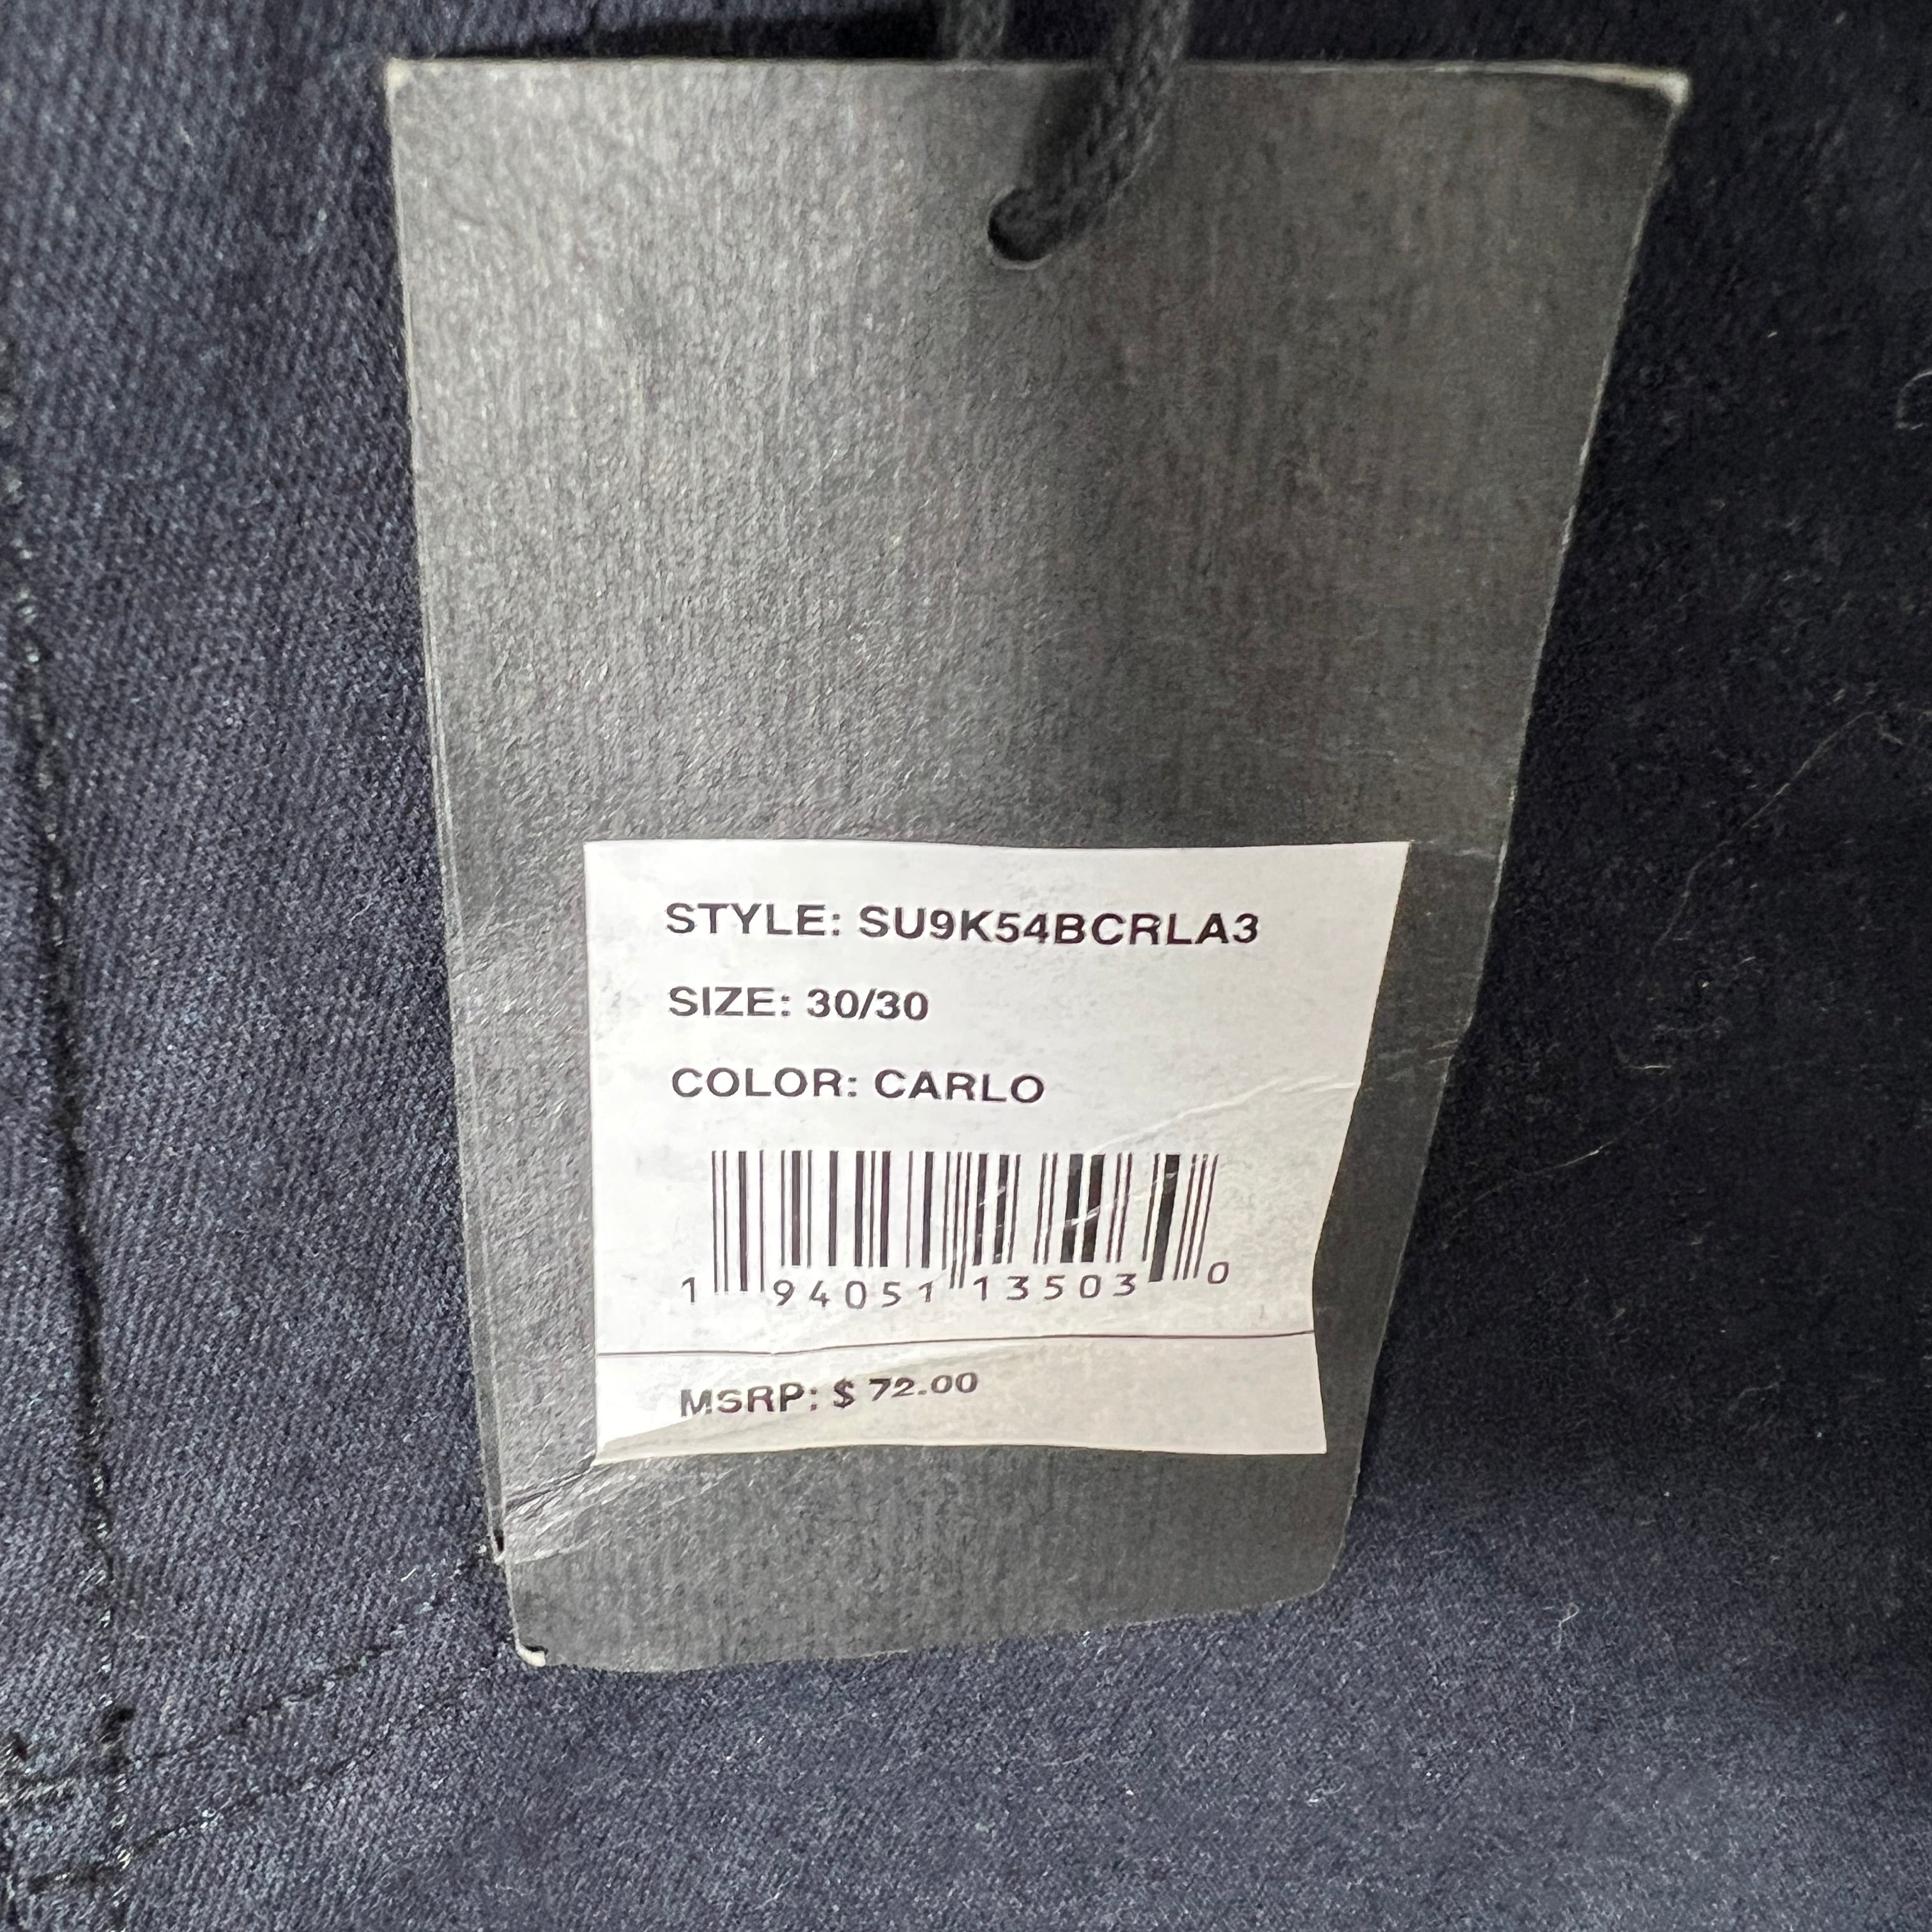 STYLE: SU9K54BCRLA3
SIZE: 30/30
COLOR: CARLO
1 94051 13503 0
MSRP: $ 72.00